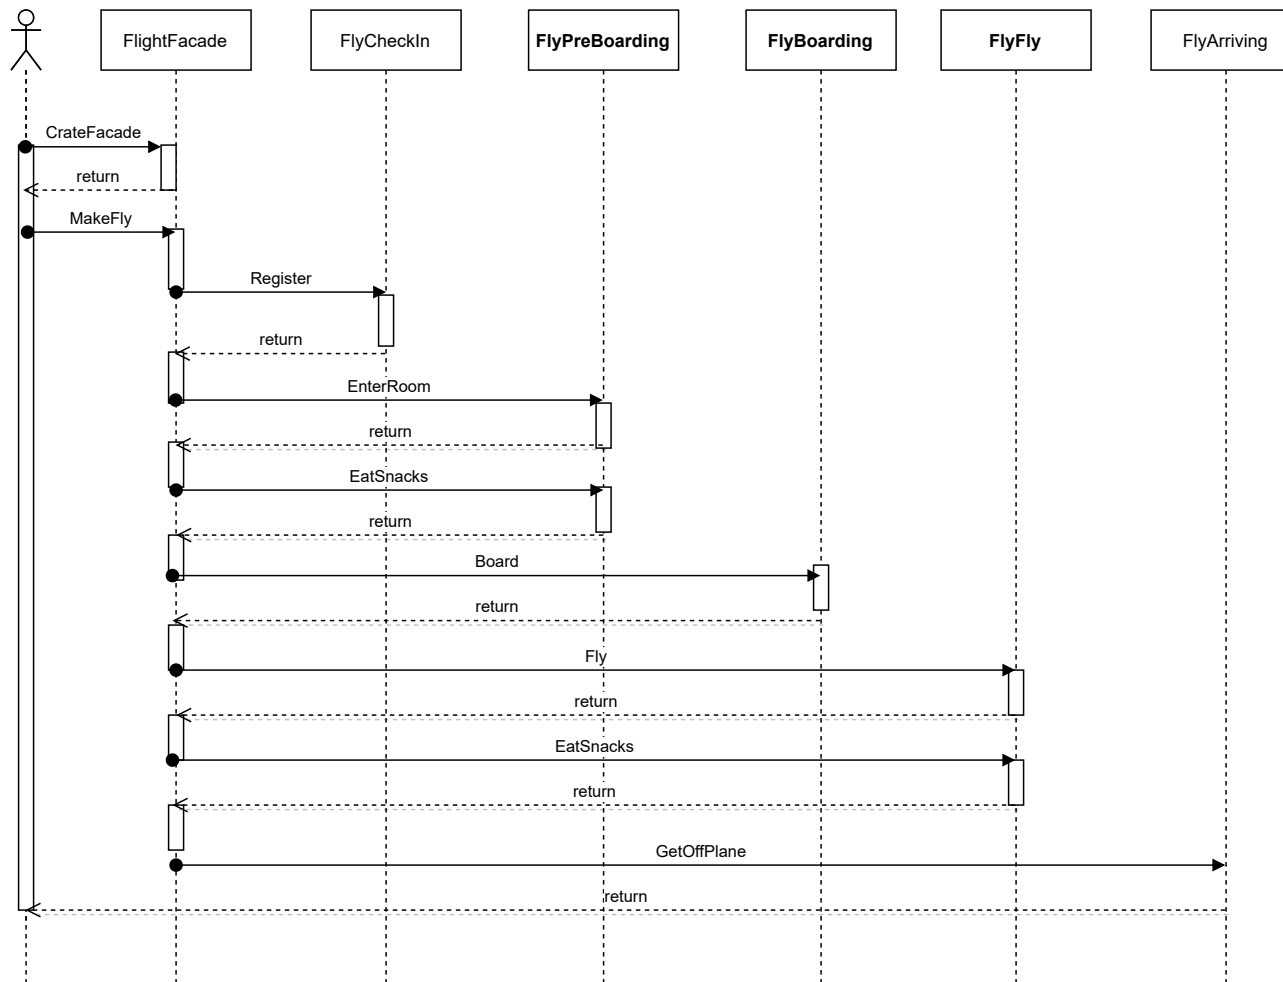 FlightFacade
FlyCheckIn
FlyPreBoarding
FlyBoarding
FlyFly
FlyArriving
CrateFacade
return
MakeFly
Register
return
EnterRoom
return
EatSnacks
return
Board
return
Fly
return
EatSnacks
return
GetOffPlane
return